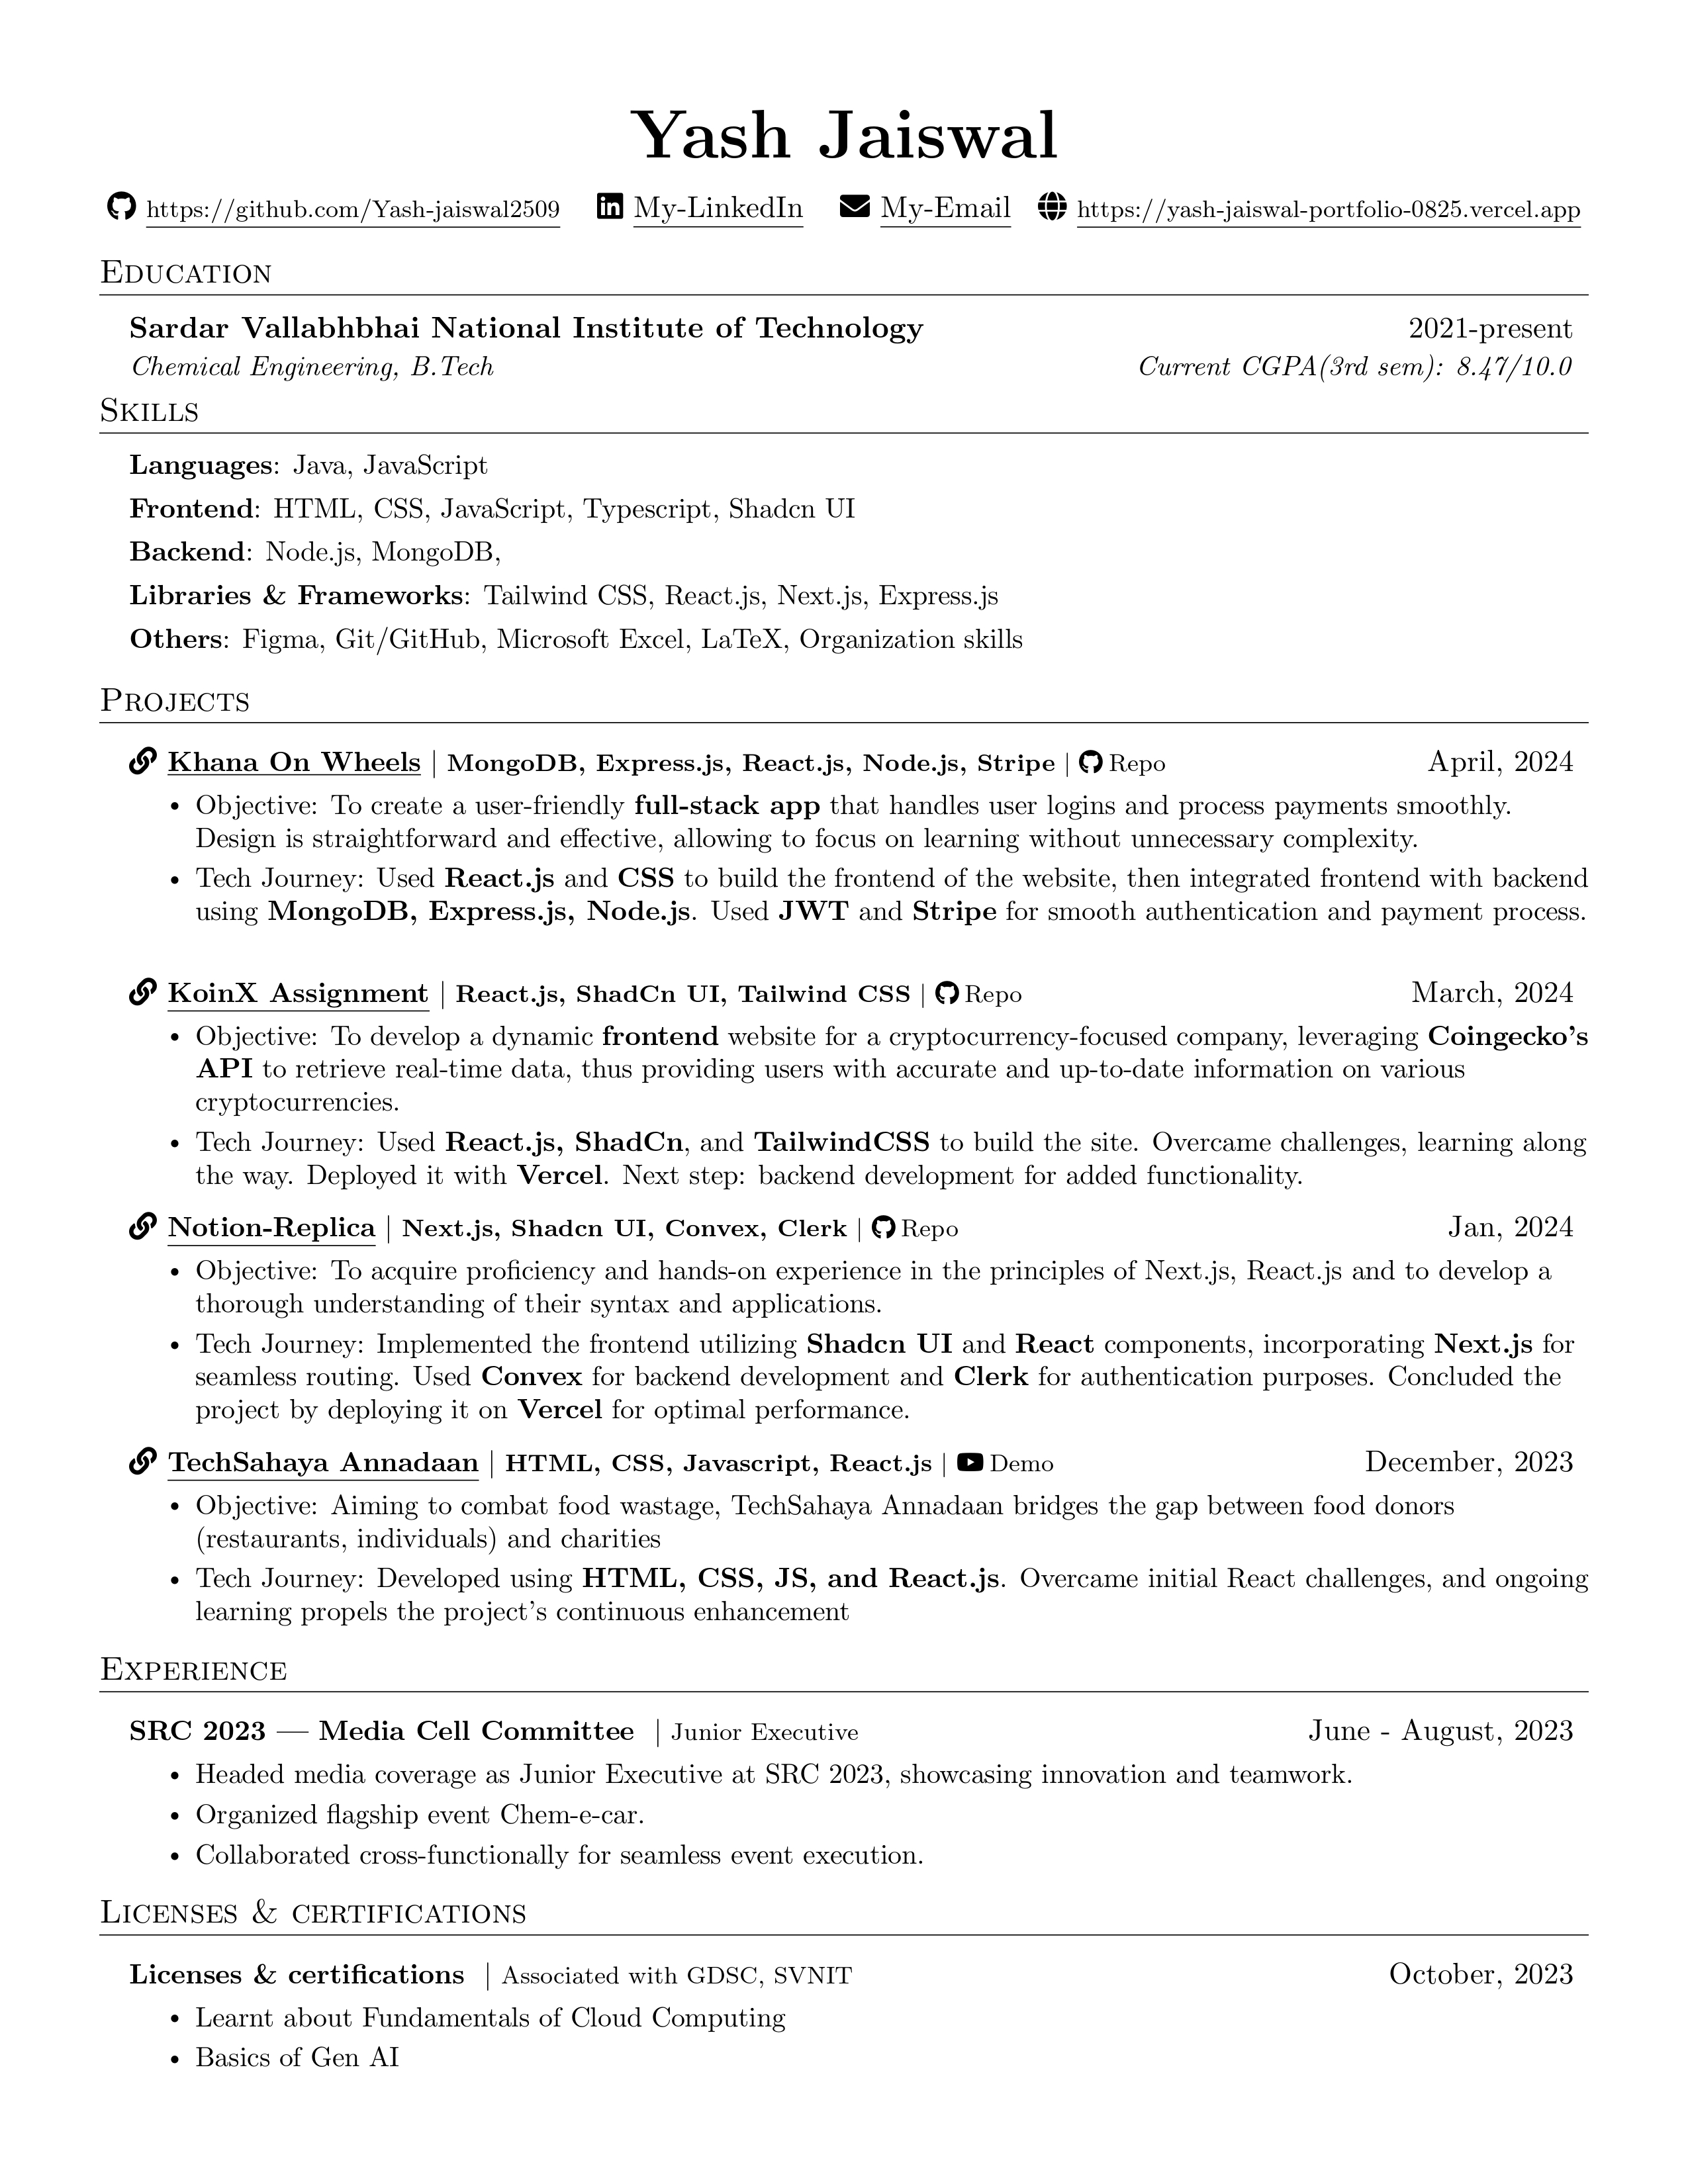 Yash Jaiswal
https://github.com/Yash-jaiswal2509 My-LinkedIn My-Email https://yash-jaiswal-portfolio-0825.vercel.app
Education
Sardar Vallabhbhai National Institute of Technology 2021-present
Chemical Engineering, B.Tech Current CGPA(3rd sem): 8.47/10.0
Skills
Languages: Java, JavaScript
Frontend: HTML, CSS, JavaScript, Typescript, Shadcn UI
Backend: Node.js, MongoDB,
Libraries & Frameworks: Tailwind CSS, React.js, Next.js, Express.js
Others: Figma, Git/GitHub, Microsoft Excel, LaTeX, Organization skills
Projects
Khana On Wheels | MongoDB, Express.js, React.js, Node.js, Stripe | Repo April, 2024
• Objective: To create a user-friendly full-stack app that handles user logins and process payments smoothly.
Design is straightforward and effective, allowing to focus on learning without unnecessary complexity.
• Tech Journey: Used React.js and CSS to build the frontend of the website, then integrated frontend with backend
using MongoDB, Express.js, Node.js. Used JWT and Stripe for smooth authentication and payment process.
KoinX Assignment | React.js, ShadCn UI, Tailwind CSS | Repo March, 2024
• Objective: To develop a dynamic frontend website for a cryptocurrency-focused company, leveraging Coingecko's
API to retrieve real-time data, thus providing users with accurate and up-to-date information on various
cryptocurrencies.
• Tech Journey: Used React.js, ShadCn, and TailwindCSS to build the site. Overcame challenges, learning along
the way. Deployed it with Vercel. Next step: backend development for added functionality.
Notion-Replica | Next.js, Shadcn UI, Convex, Clerk | Repo Jan, 2024
• Objective: To acquire proficiency and hands-on experience in the principles of Next.js, React.js and to develop a
thorough understanding of their syntax and applications.
• Tech Journey: Implemented the frontend utilizing Shadcn UI and React components, incorporating Next.js for
seamless routing. Used Convex for backend development and Clerk for authentication purposes. Concluded the
project by deploying it on Vercel for optimal performance.
TechSahaya Annadaan | HTML, CSS, Javascript, React.js | Demo December, 2023
• Objective: Aiming to combat food wastage, TechSahaya Annadaan bridges the gap between food donors
(restaurants, individuals) and charities
• Tech Journey: Developed using HTML, CSS, JS, and React.js. Overcame initial React challenges, and ongoing
learning propels the project's continuous enhancement
Experience
SRC 2023 — Media Cell Committee | Junior Executive June - August, 2023
• Headed media coverage as Junior Executive at SRC 2023, showcasing innovation and teamwork.
• Organized flagship event Chem-e-car.
• Collaborated cross-functionally for seamless event execution.
Licenses & certifications
Licenses & certifications | Associated with GDSC, SVNIT October, 2023
• Learnt about Fundamentals of Cloud Computing
• Basics of Gen AI